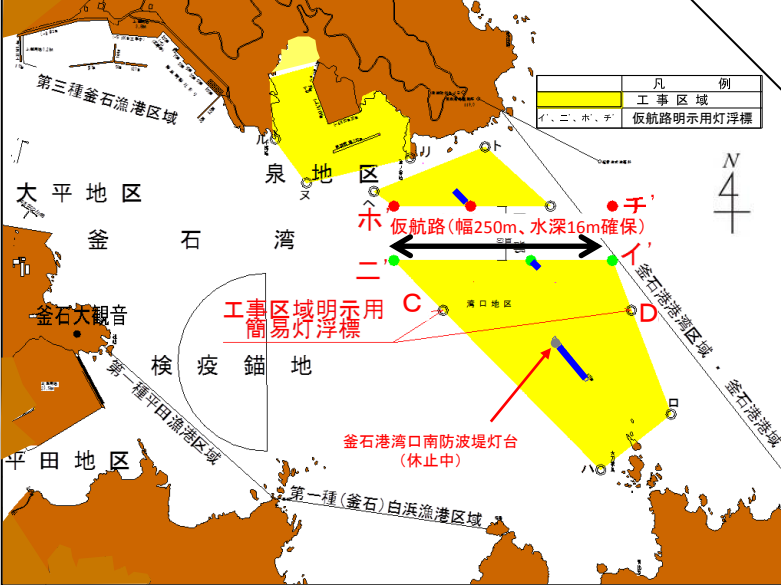 凡 例
工 事 区 域
イ'、ニ'、ホ'、チ'
仮航路明示用灯浮標
N
第三種釜石漁港区域
ル
ヌ
リ
ト
ヘ
泉 地 区
大 平 地 区
釜 石 湾
ホ'
チ'
仮航路(幅250m、水深16m確保)
ニ'
イ'
C
D
湾口地区
工事区域明示用
簡易灯浮標
釜石大観音
検 疫 錨 地
釜石港港湾区域・釜石港港域
第一種平田漁港区域
釜石港湾口南防波堤灯台
(休止中)
ロ
ハ
平 田 地 区
第一種(釜石)白浜漁港区域